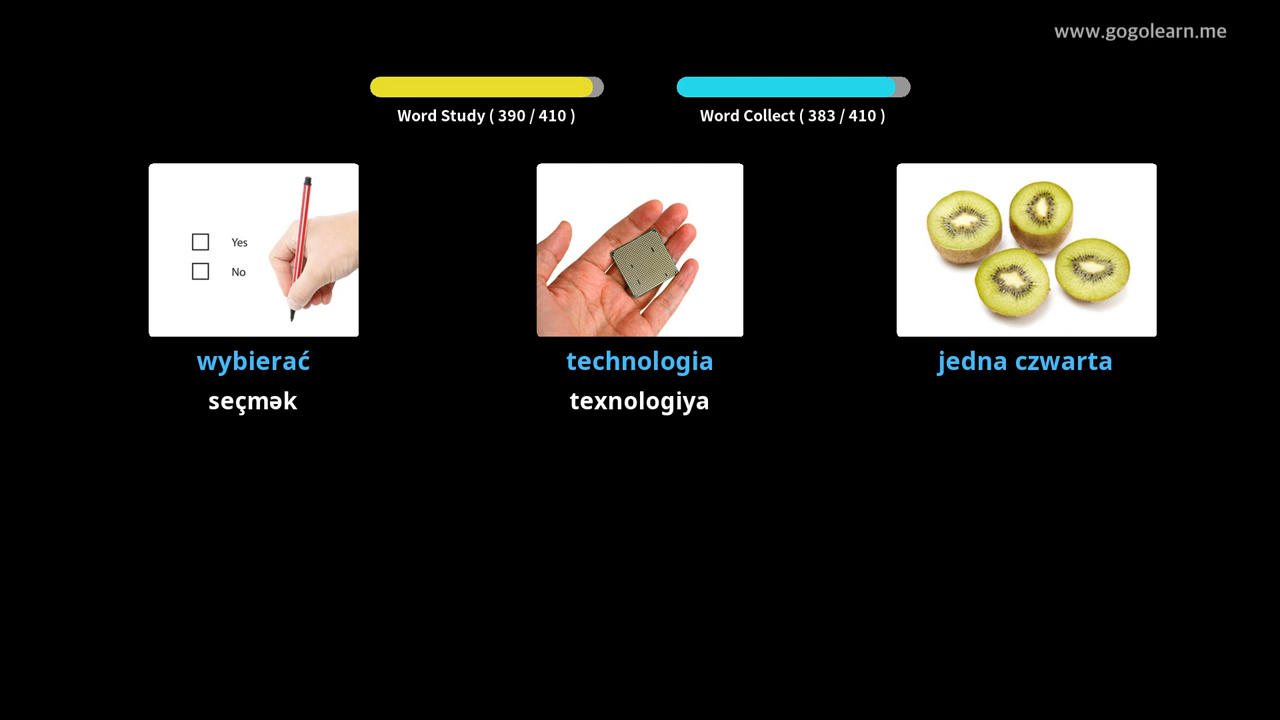 www.gogolearn.me
Word Study ( 390 / 410 )
Word Collect ( 383 / 410 )
Yes
No
wybierać
technologia
jedna czwarta
seçmək
texnologiya